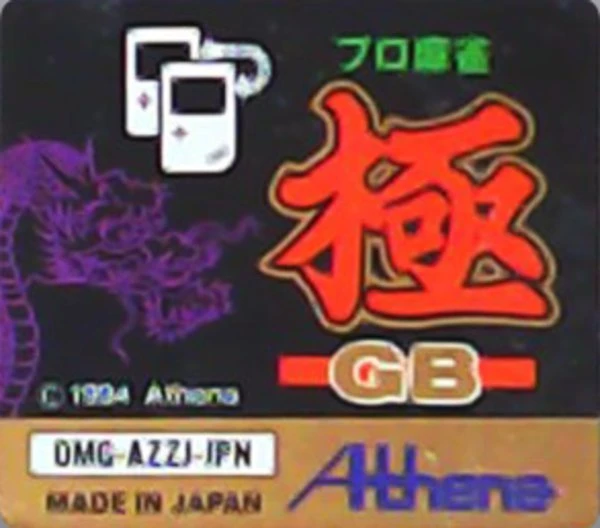 プロ麻雀
極
GB
© 1994 Athena
DMG-AZZJ-JPN
MADE IN JAPAN
Athena